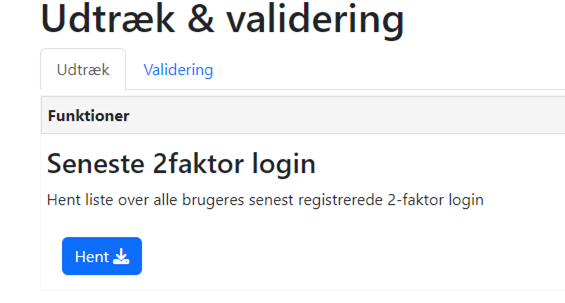 Udtræk & validering
Udtræk Validering
Funktioner
Seneste 2faktor login
Hent liste over alle brugeres senest registrerede 2-faktor login
Hent